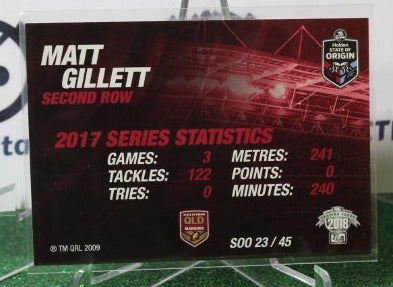 MATT
GILLETT
SECOND ROW
Holden
STATE OF
ORIGIN
2017 SERIES STATISTICS
GAMES: 3 METRES: 241
TACKLES: 122 POINTS: 0
TRIES: 0 MINUTES: 240
QLD
MAROONS
2018
® TM QRL 2009
SOO 23 / 45